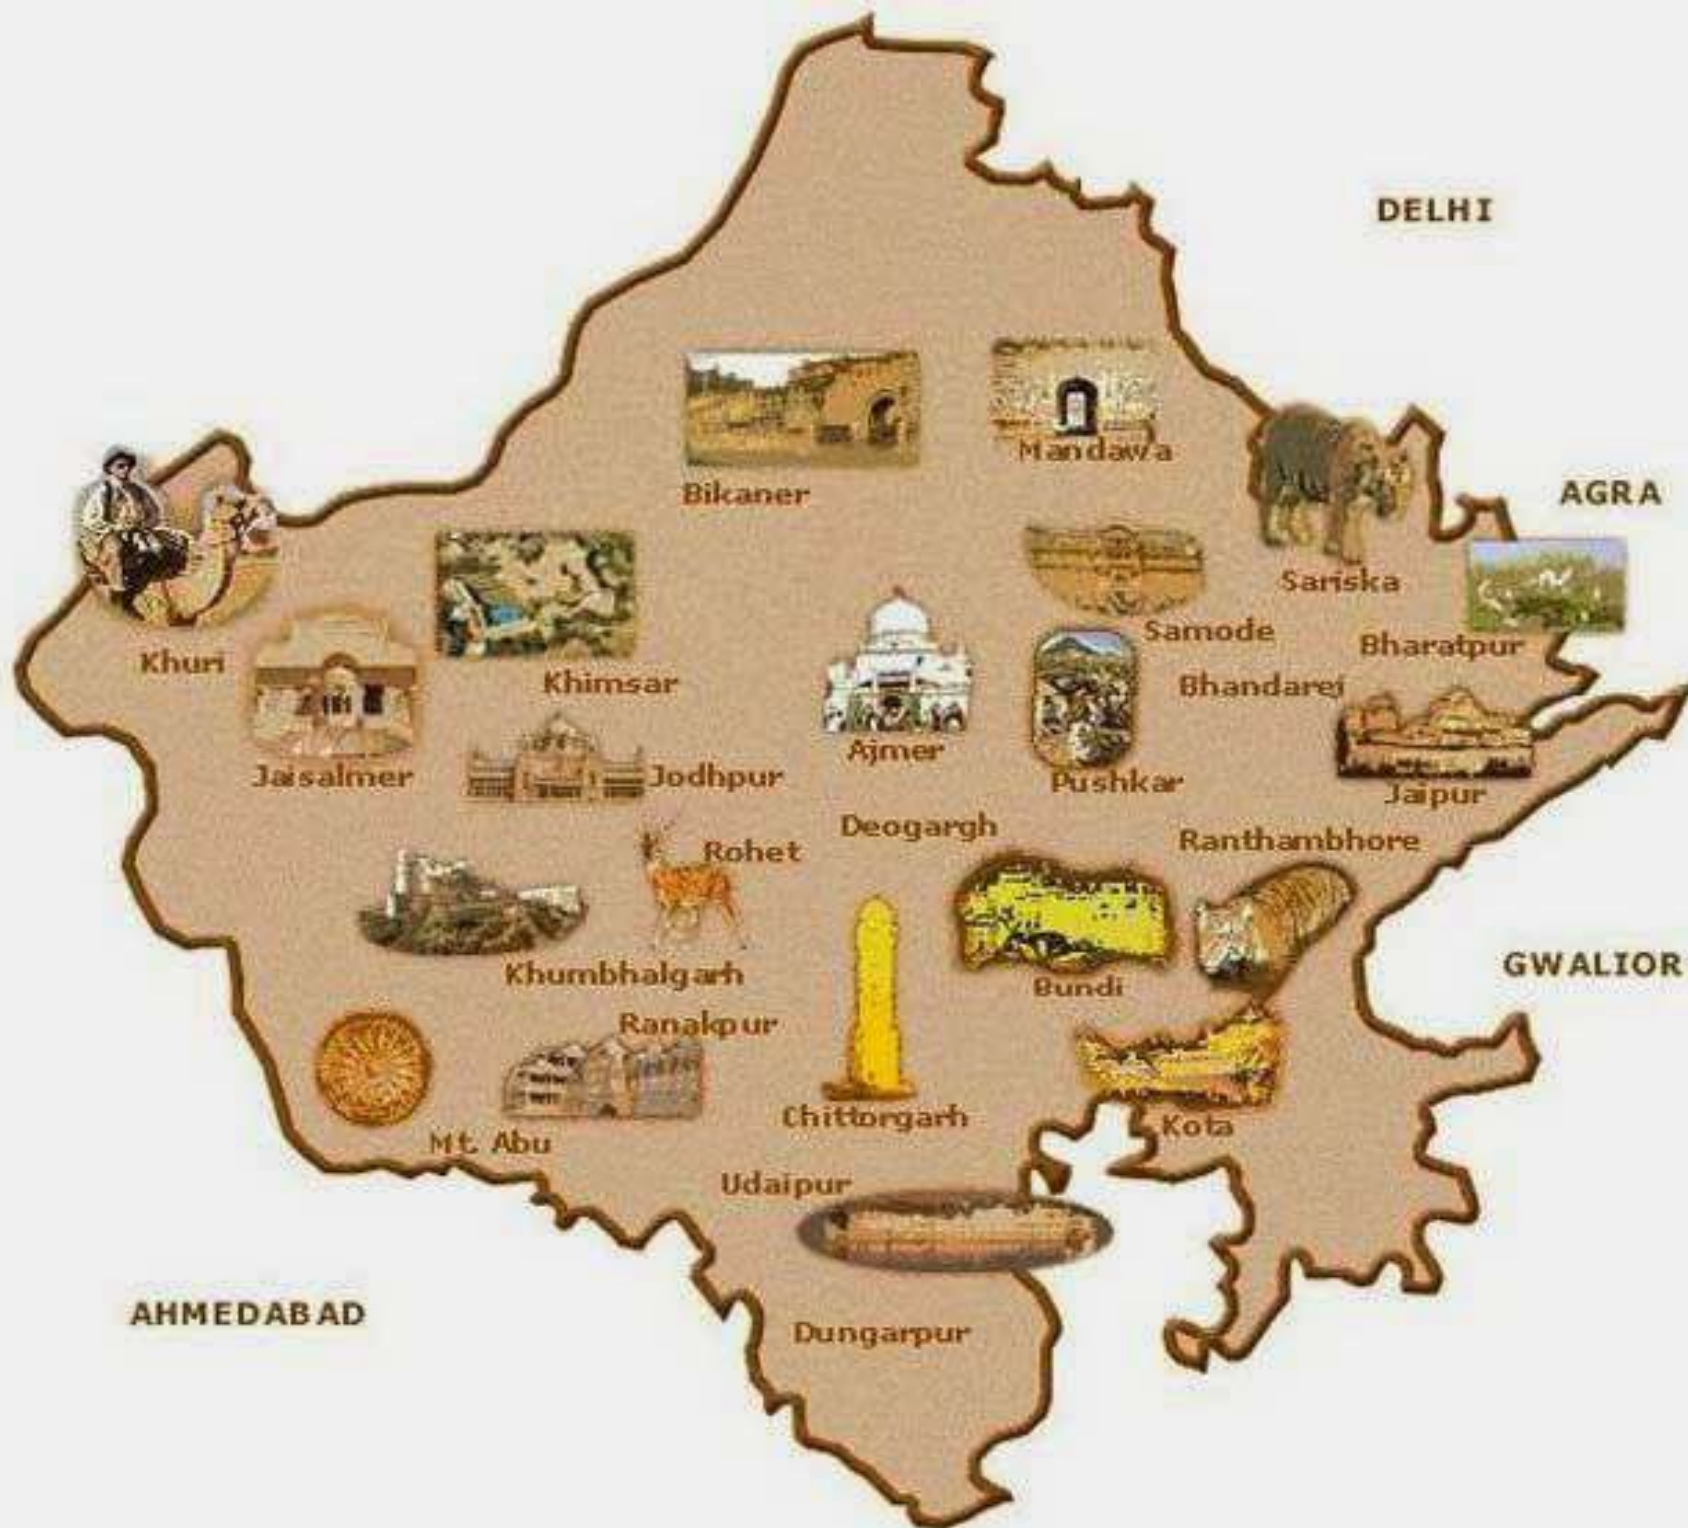 DELHI
Mandawa
Bikaner
AGRA
Sariska
Samode
Bharatpur
Khuri
Khimsar
Bhandarej
Ajmer
Jaisalmer
Jodhpur
Pushkar
Jaipur
Deogargh
Ranthambhore
Rohet
GWALIOR
Khumbhalgarh
Bundi
Ranakpur
Chittorgarh
Kota
Mt. Abu
Udaipur
AHMEDABAD
Dungarpur